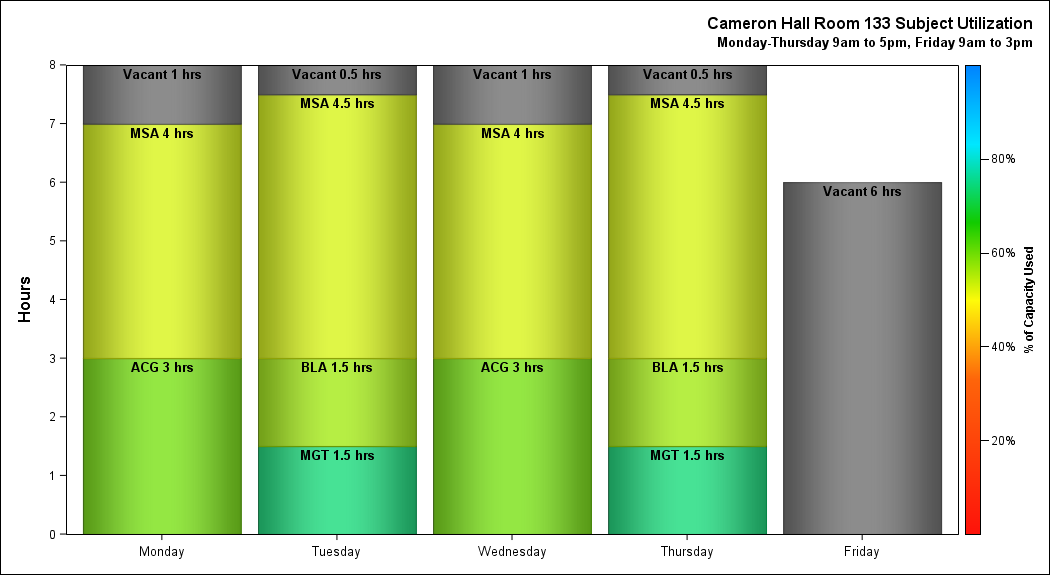 Cameron Hall Room 133 Subject Utilization
Monday-Thursday 9am to 5pm, Friday 9am to 3pm
Hours
8
7
6
5
4
3
2
1
0
Vacant 1 hrs
MSA 4 hrs
ACG 3 hrs
Vacant 0.5 hrs
MSA 4.5 hrs
BLA 1.5 hrs
MGT 1.5 hrs
Vacant 1 hrs
MSA 4 hrs
ACG 3 hrs
Vacant 0.5 hrs
MSA 4.5 hrs
BLA 1.5 hrs
MGT 1.5 hrs
Vacant 6 hrs
Monday
Tuesday
Wednesday
Thursday
Friday
80%
60%
40%
20%
% of Capacity Used